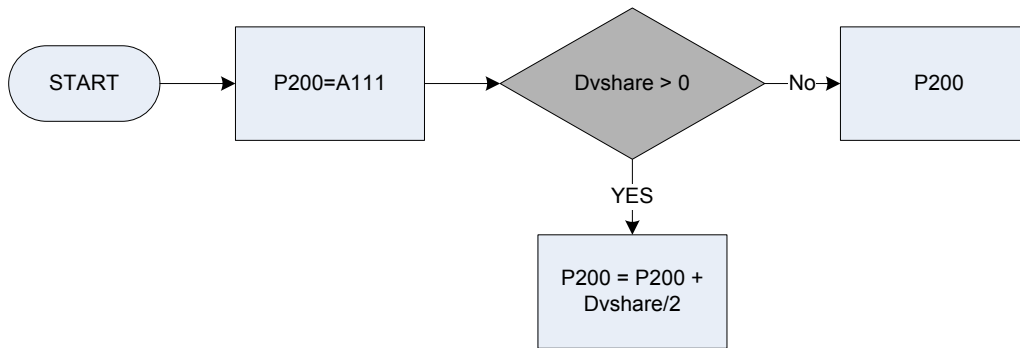 START
P200=A111
Dvshare > 0
No
P200
YES
P200 = P200 +
Dvshare/2